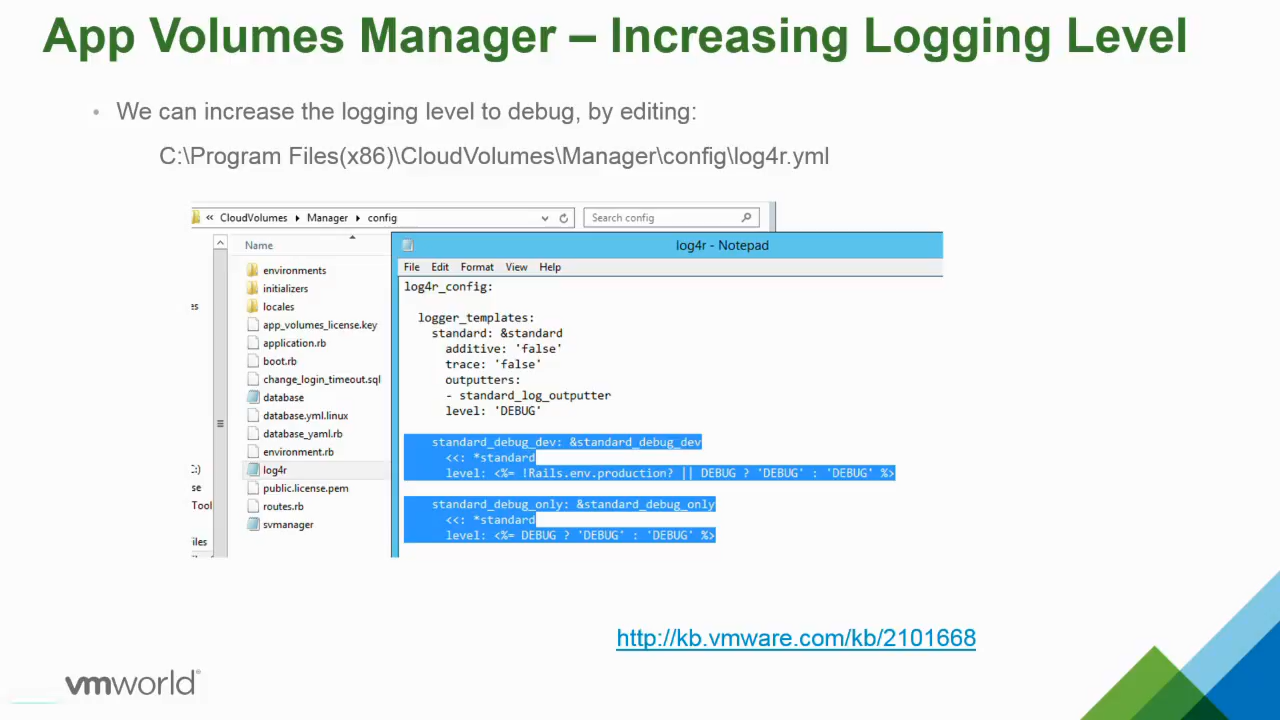 App Volumes Manager – Increasing Logging Level
• We can increase the logging level to debug, by editing:
C:\Program Files(x86)\CloudVolumes\Manager\config\log4r.yml
« CloudVolumes ▸ Manager ▸ config
Search config
Name
environments
initializers
locales
app_volumes_license.key
application.rb
boot.rb
change_login_timeout.sql
database
database.yml.linux
database_yaml.rb
environment.rb
log4r
public.license.pem
routes.rb
svmanager
es
C:)
se
Tool
iles
log4r - Notepad
File Edit Format View Help
log4r_config:
logger_templates:
standard: &standard
additive: 'false'
trace: 'false'
outputters:
- standard_log_outputter
level: 'DEBUG'
standard_debug_dev: &standard_debug_dev
<<: *standard
level: <%= !Rails.env.production? || DEBUG ? 'DEBUG' : 'DEBUG' %>
standard_debug_only: &standard_debug_only
<<: *standard
level: <%= DEBUG ? 'DEBUG' : 'DEBUG' %>
http://kb.vmware.com/kb/2101668
vmworld®